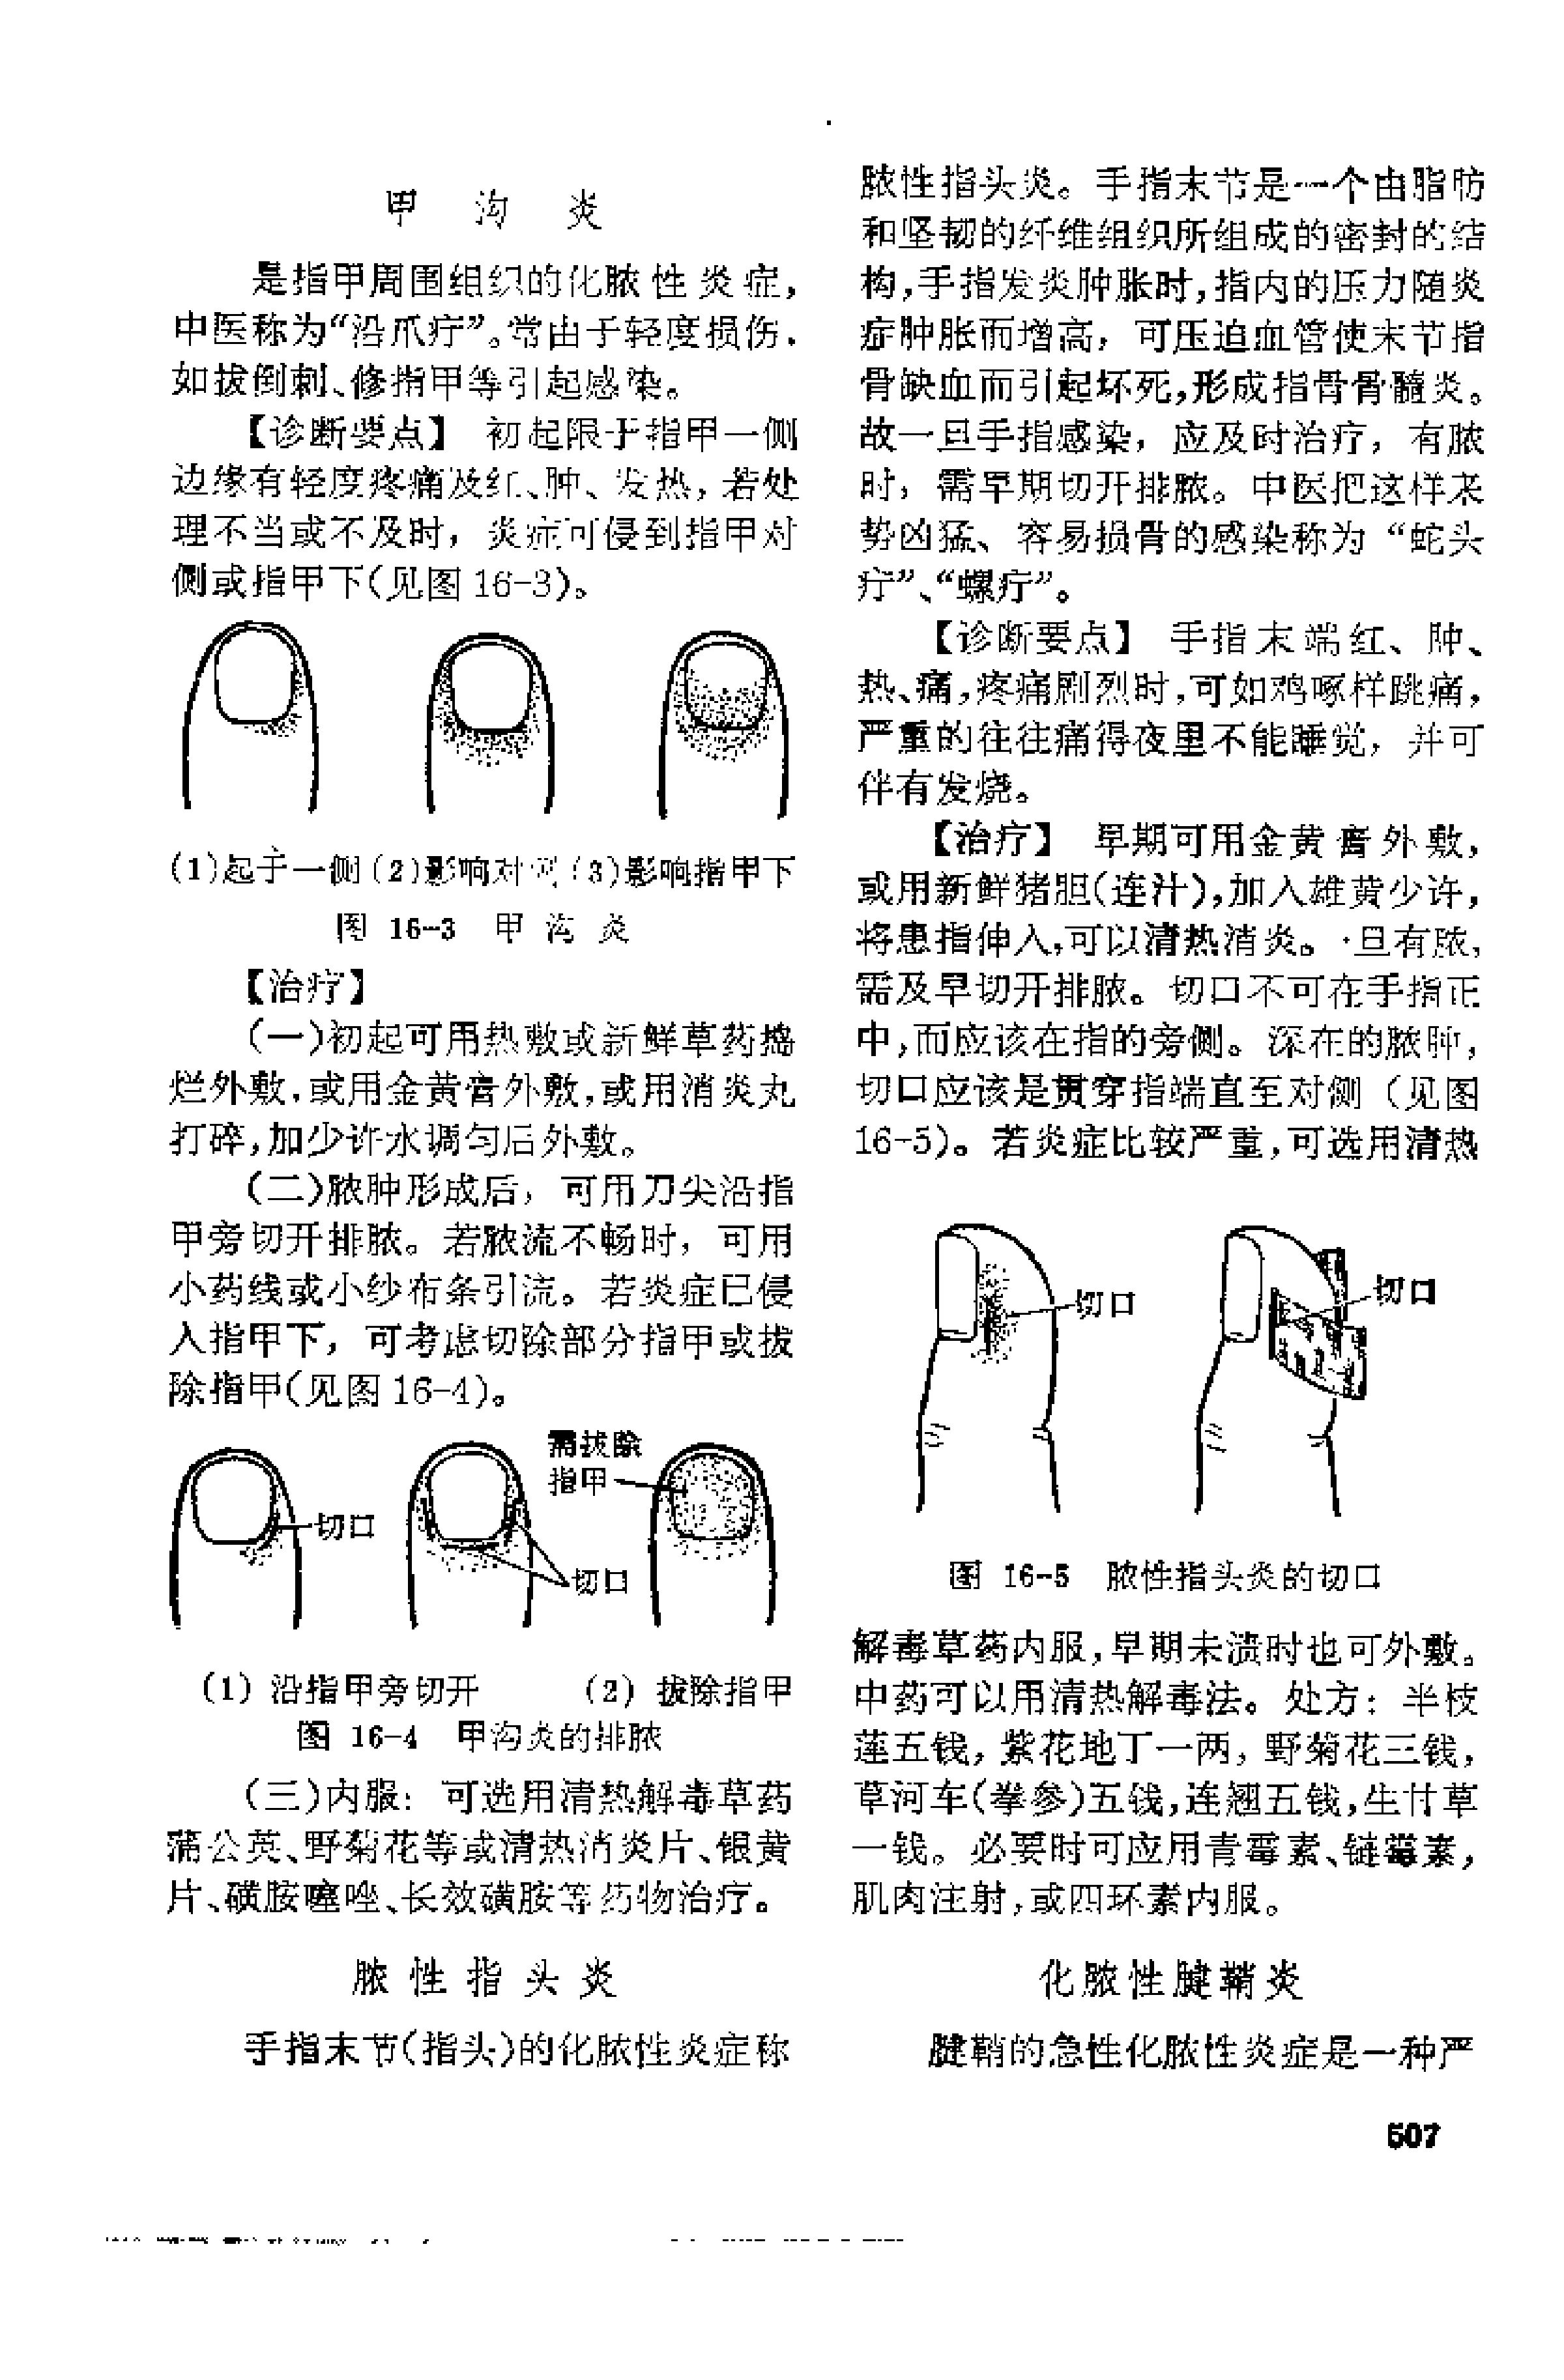 甲沟炎
是指甲周围组织的化脓性炎症，
中医称为“沿爪疔”。常由于轻度损伤，
如拔倒刺、修指甲等引起感染。
【诊断要点】 初起限于指甲一侧
边缘有轻度疼痛及红、肿、发热，若处
理不当或不及时，炎症可侵到指甲对
侧或指甲下（见图 16-3）。
(1)起于一侧 (2)影响对侧 (3)影响指甲下
图 16-3 甲沟炎
【治疗】
（一）初起可用热敷或新鲜草药捣
烂外敷，或用金黄膏外敷，或用消炎丸
打碎，加少许水调匀后外敷。
（二）脓肿形成后，可用刀尖沿指
甲旁切开排脓。若脓流不畅时，可用
小药线或小纱布条引流。若炎症已侵
入指甲下，可考虑切除部分指甲或拔
除指甲（见图 16-4）。
需拔除
指甲
切口
切口
(1) 沿指甲旁切开 (2) 拔除指甲
图 16-4 甲沟炎的排脓
（三）内服：可选用清热解毒草药
蒲公英、野菊花等或清热消炎片、银黄
片、磺胺噻唑、长效磺胺等药物治疗。
脓性指头炎
手指末节（指头）的化脓性炎症称
脓性指头炎。手指末节是一个由脂肪
和坚韧的纤维组织所组成的密封的结
构，手指发炎肿胀时，指内的压力随炎
症肿胀而增高，可压迫血管使末节指
骨缺血而引起坏死，形成指骨骨髓炎。
故一旦手指感染，应及时治疗，有脓
时，需早期切开排脓。中医把这样来
势凶猛、容易损骨的感染称为“蛇头
疔”、“螺疔”。
【诊断要点】 手指末端红、肿、
热、痛，疼痛剧烈时，可如鸡啄样跳痛，
严重的往往痛得夜里不能睡觉，并可
伴有发烧。
【治疗】 早期可用金黄膏外敷，
或用新鲜猪胆（连汁），加入雄黄少许，
将患指伸入，可以清热消炎。一旦有脓，
需及早切开排脓。切口不可在手指正
中，而应该在指的旁侧。深在的脓肿，
切口应该是贯穿指端直至对侧（见图
16-5）。若炎症比较严重，可选用清热
切口
切口
图 16-5 脓性指头炎的切口
解毒草药内服，早期未溃时也可外敷。
中药可以用清热解毒法。处方：半枝
莲五钱，紫花地丁一两，野菊花三钱，
草河车（拳参）五钱，连翘五钱，生甘草
一钱。必要时可应用青霉素、链霉素，
肌肉注射，或四环素内服。
化脓性腱鞘炎
腱鞘的急性化脓性炎症是一种严
507